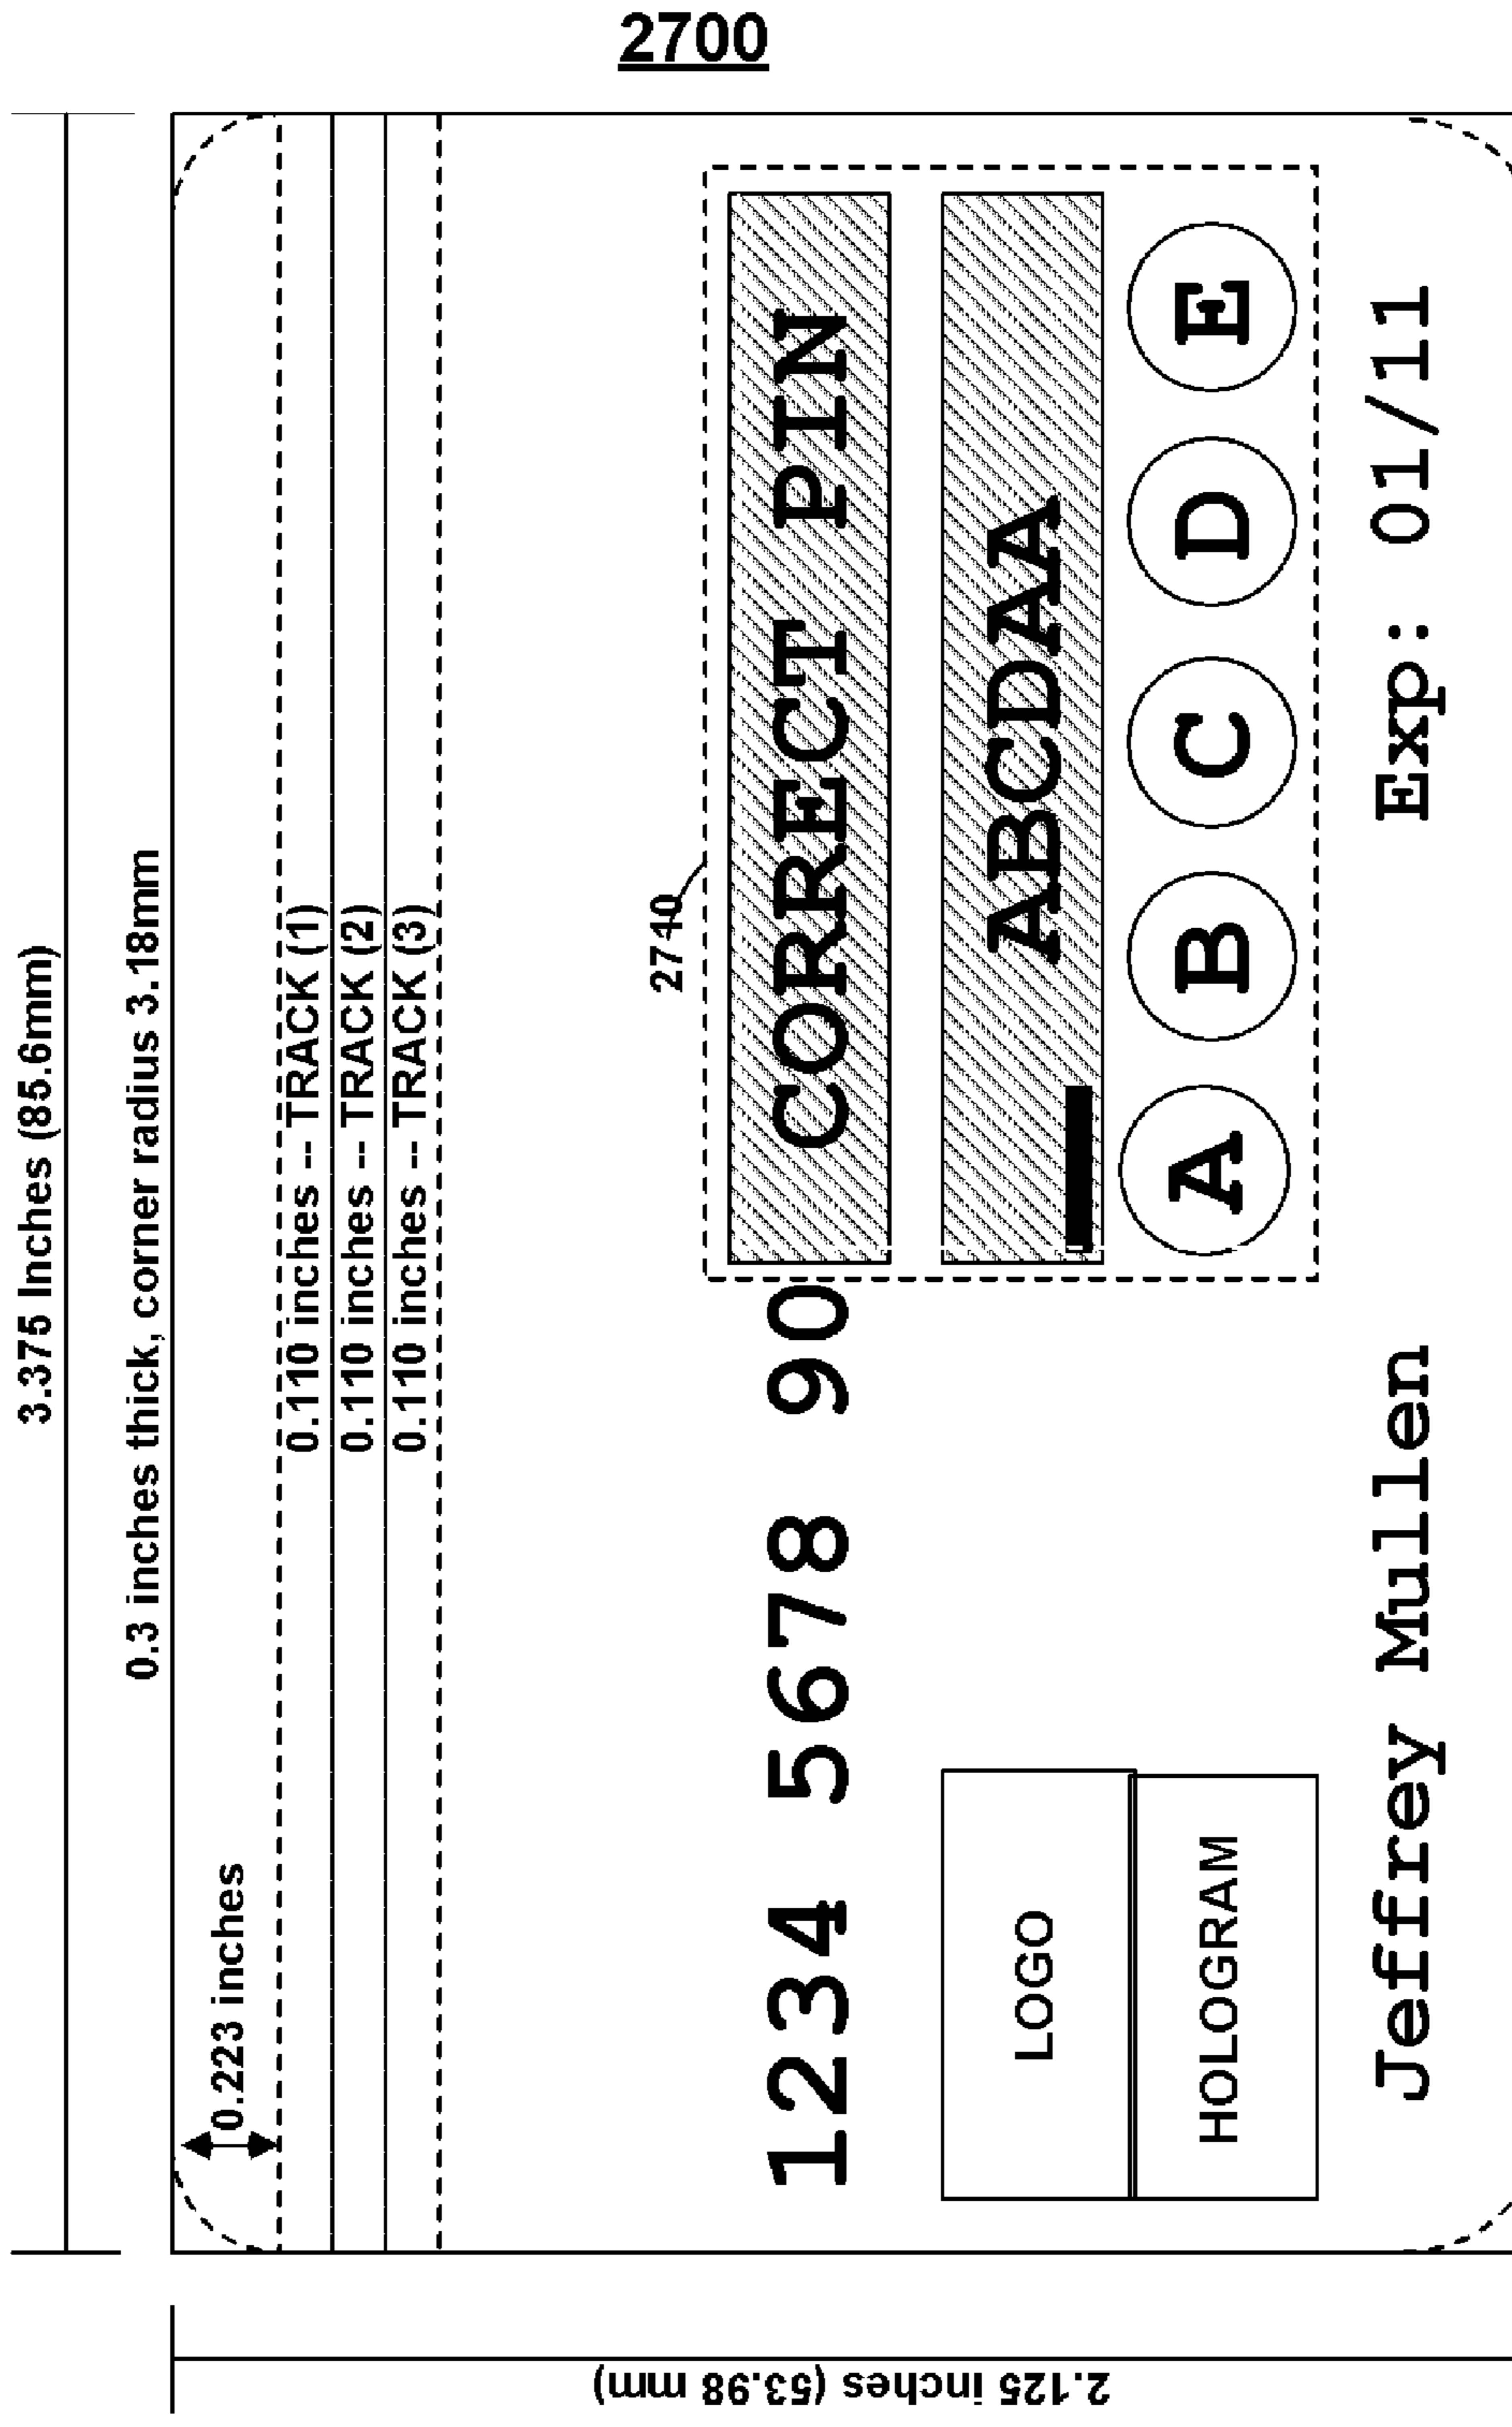 2700
3.375 Inches (85.6mm)
0.3 inches thick, corner radius 3.18mm
0.223 inches
0.110 inches -- TRACK (1)
0.110 inches -- TRACK (2)
0.110 inches -- TRACK (3)
2740
1234 5678 90
CORRECT PIN
ABCDAA
LOGO
A B C D E
HOLOGRAM
Jeffrey Mullen Exp: 01/11
2.125 inches (53.98 mm)